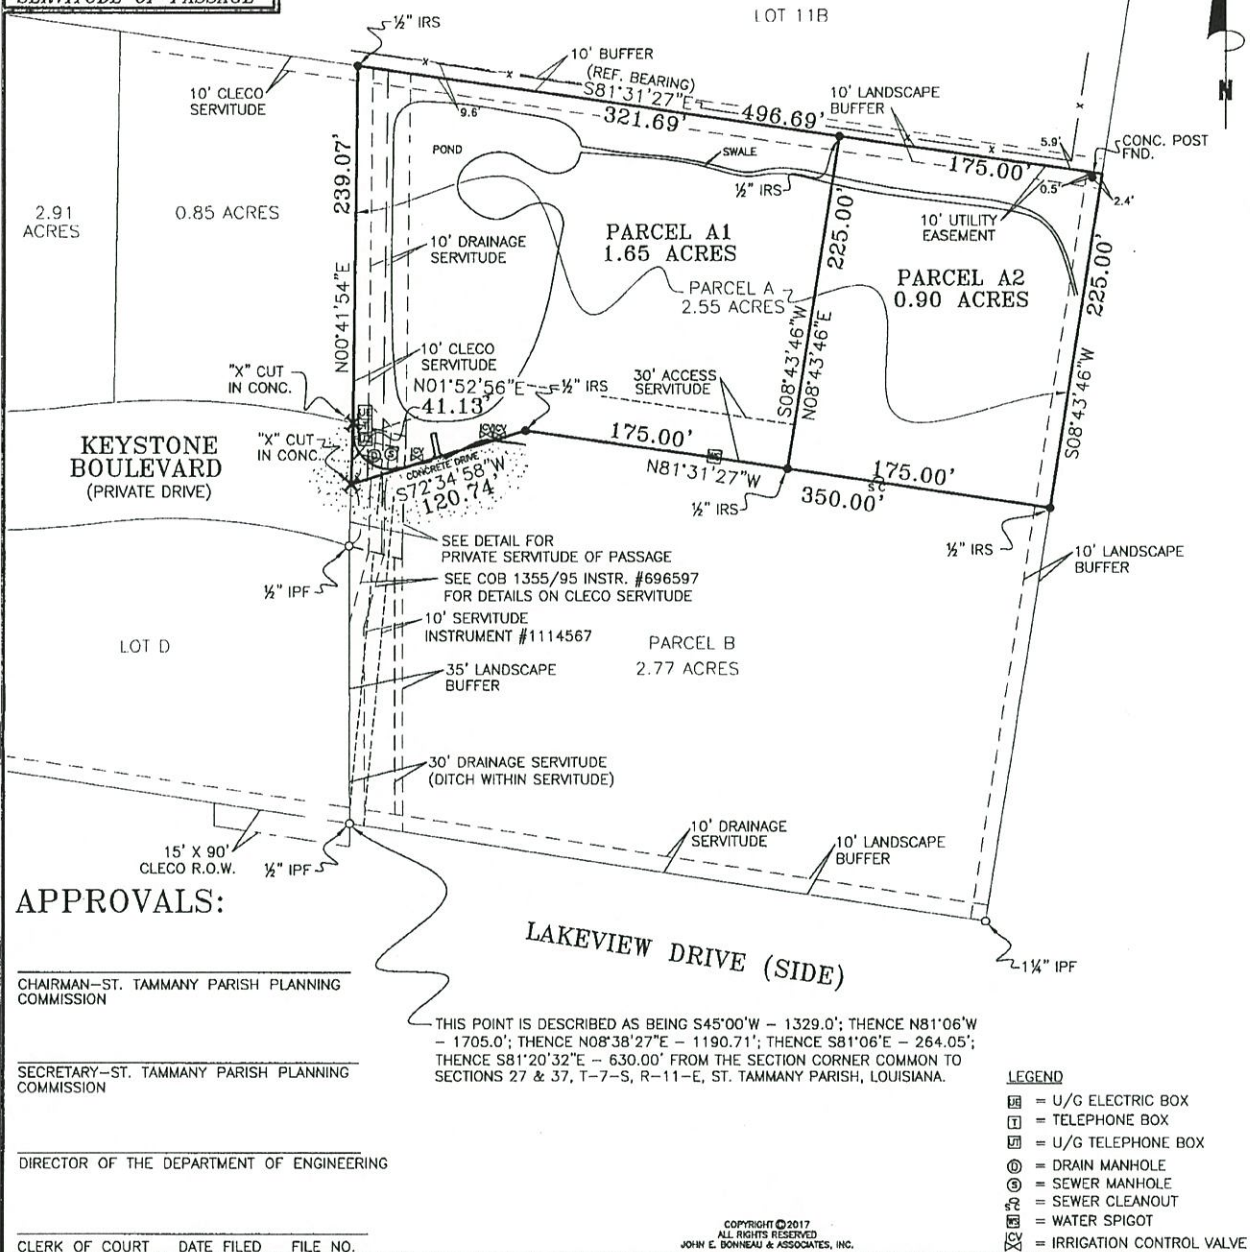 SERVITUDE OF PASSAGE
LOT 11B
½" IRS
10' BUFFER
(REF. BEARING)
S81°31'27"E
496.69'
321.69'
10' CLECO
SERVITUDE
9.6'
10' LANDSCAPE
BUFFER
5.9'
CONC. POST
FND.
N
175.00'
0.5'
2.4'
POND
SWALE
½" IRS
10' UTILITY
EASEMENT
239.07'
N00°41'54"E
2.91
ACRES
0.85 ACRES
10' DRAINAGE
SERVITUDE
PARCEL A1
1.65 ACRES
225.00'
PARCEL A2
0.90 ACRES
225.00'
PARCEL A
2.55 ACRES
S08°43'46"W
N08°43'46"E
S08°43'46"W
10' CLECO
SERVITUDE
N01°52'56"E
41.13'
½" IRS
30' ACCESS
SERVITUDE
"X" CUT
IN CONC.
"X" CUT
IN CONC.
KEYSTONE
BOULEVARD
(PRIVATE DRIVE)
UE
T
UT
D
S
ICV
ICV
ICV
CONCRETE DRIVE
S72°34'58"W
120.74'
175.00'
WS
N81°31'27"W
175.00'
350.00'
SC
½" IRS
½" IRS
10' LANDSCAPE
BUFFER
SEE DETAIL FOR
PRIVATE SERVITUDE OF PASSAGE
SEE COB 1355/95 INSTR. #696597
FOR DETAILS ON CLECO SERVITUDE
½" IPF
10' SERVITUDE
INSTRUMENT #1114567
LOT D
PARCEL B
2.77 ACRES
35' LANDSCAPE
BUFFER
30' DRAINAGE SERVITUDE
(DITCH WITHIN SERVITUDE)
15' X 90'
CLECO R.O.W.
½" IPF
10' DRAINAGE
SERVITUDE
10' LANDSCAPE
BUFFER
APPROVALS:
LAKEVIEW DRIVE (SIDE)
1¼" IPF
CHAIRMAN-ST. TAMMANY PARISH PLANNING
COMMISSION
THIS POINT IS DESCRIBED AS BEING S45°00'W - 1329.0'; THENCE N81°06'W
- 1705.0'; THENCE N08°38'27"E - 1190.71'; THENCE S81°06'E - 264.05';
THENCE S81°20'32"E - 630.00' FROM THE SECTION CORNER COMMON TO
SECTIONS 27 & 37, T-7-S, R-11-E, ST. TAMMANY PARISH, LOUISIANA.
SECRETARY-ST. TAMMANY PARISH PLANNING
COMMISSION
DIRECTOR OF THE DEPARTMENT OF ENGINEERING
CLERK OF COURT DATE FILED FILE NO.
LEGEND
UE = U/G ELECTRIC BOX
T = TELEPHONE BOX
UT = U/G TELEPHONE BOX
D = DRAIN MANHOLE
S = SEWER MANHOLE
SC = SEWER CLEANOUT
WS = WATER SPIGOT
ICV = IRRIGATION CONTROL VALVE
COPYRIGHT © 2017
ALL RIGHTS RESERVED
JOHN E. BONNEAU & ASSOCIATES, INC.